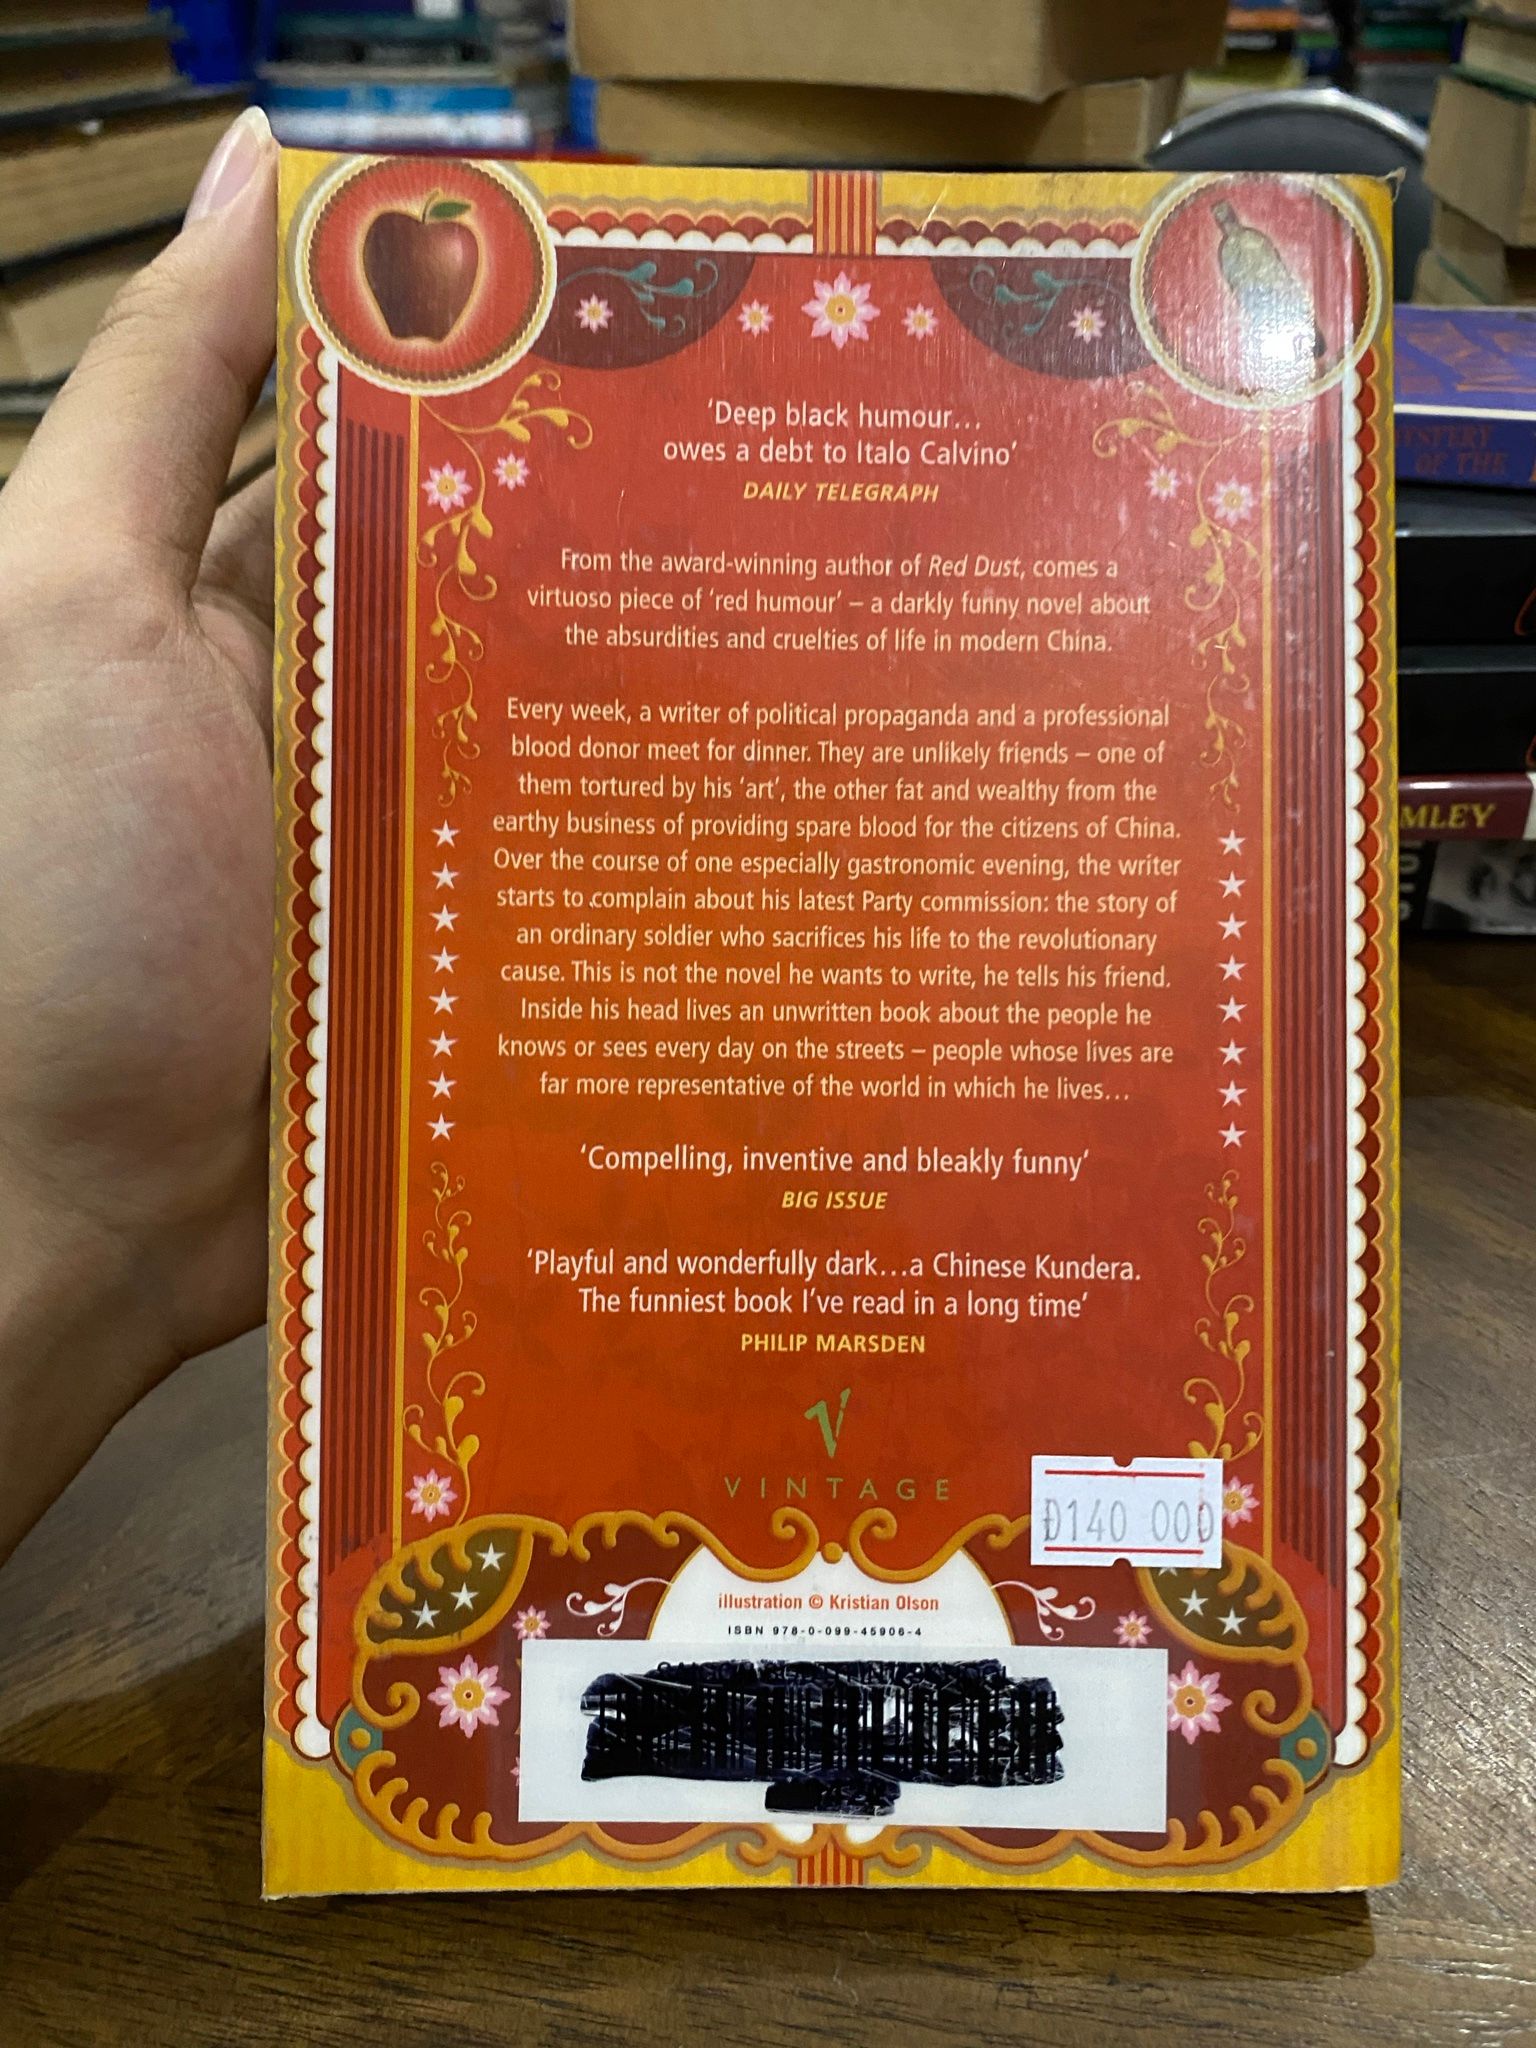 'Deep black humour...
owes a debt to Italo Calvino'
DAILY TELEGRAPH
From the award-winning author of Red Dust, comes a
virtuoso piece of 'red humour' – a darkly funny novel about
the absurdities and cruelties of life in modern China.
Every week, a writer of political propaganda and a professional
blood donor meet for dinner. They are unlikely friends – one of
them tortured by his 'art', the other fat and wealthy from the
earthy business of providing spare blood for the citizens of China.
Over the course of one especially gastronomic evening, the writer
starts to complain about his latest Party commission: the story of
an ordinary soldier who sacrifices his life to the revolutionary
cause. This is not the novel he wants to write, he tells his friend.
Inside his head lives an unwritten book about the people he
knows or sees every day on the streets – people whose lives are
far more representative of the world in which he lives...
'Compelling, inventive and bleakly funny'
BIG ISSUE
'Playful and wonderfully dark...a Chinese Kundera.
The funniest book I've read in a long time'
PHILIP MARSDEN
V
VINTAGE
Đ140 000
illustration © Kristian Olson
ISBN 978-0-099-45906-4
MYSTERY
OF THE
MLEY